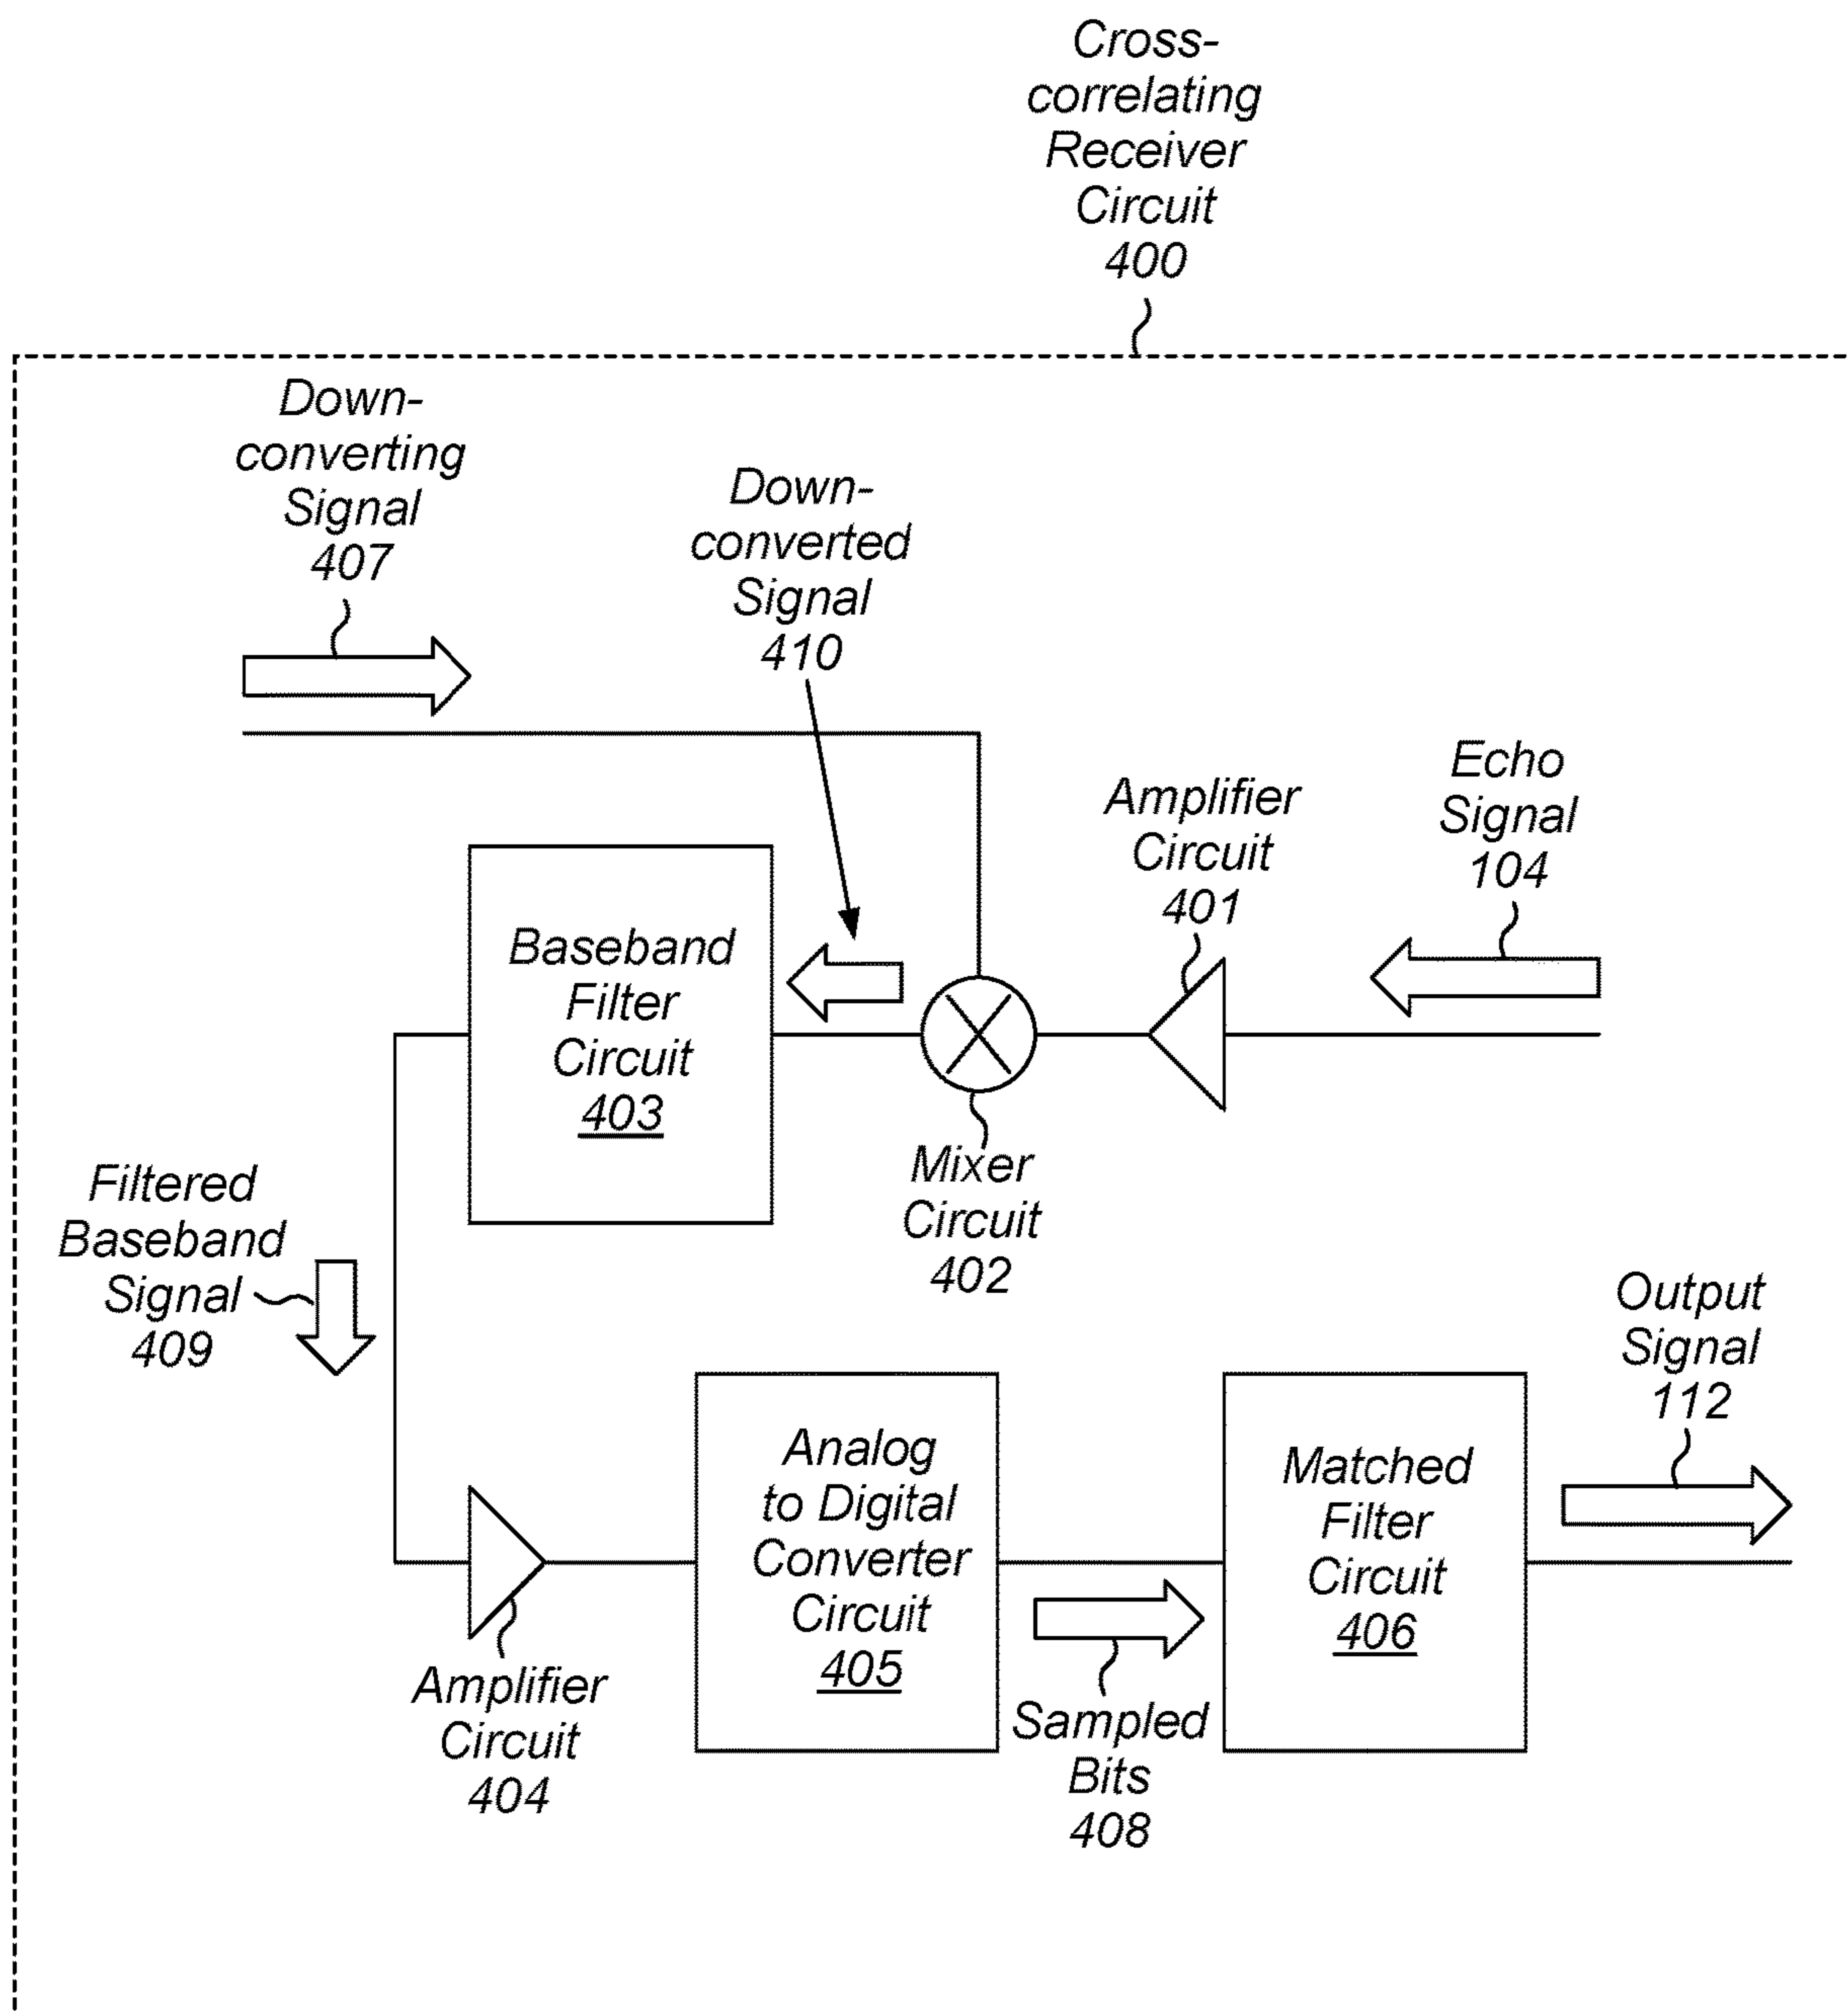 Cross-
correlating
Receiver
Circuit
400
Down-
converting
Signal
407
Down-
converted
Signal
410
Echo
Signal
104
Amplifier
Circuit
401
Baseband
Filter
Circuit
403
Mixer
Circuit
402
Filtered
Baseband
Signal
409
Output
Signal
112
Analog
to Digital
Converter
Circuit
405
Matched
Filter
Circuit
406
Amplifier
Circuit
404
Sampled
Bits
408